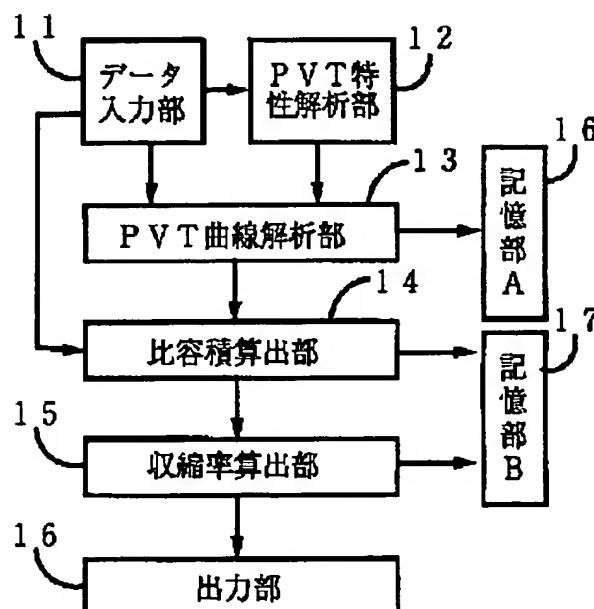 11
データ
入力部
PVT特
性解析部
12
13
PVT曲線解析部
16
記憶部A
14
比容積算出部
17
記憶部B
15
収縮率算出部
16
出力部